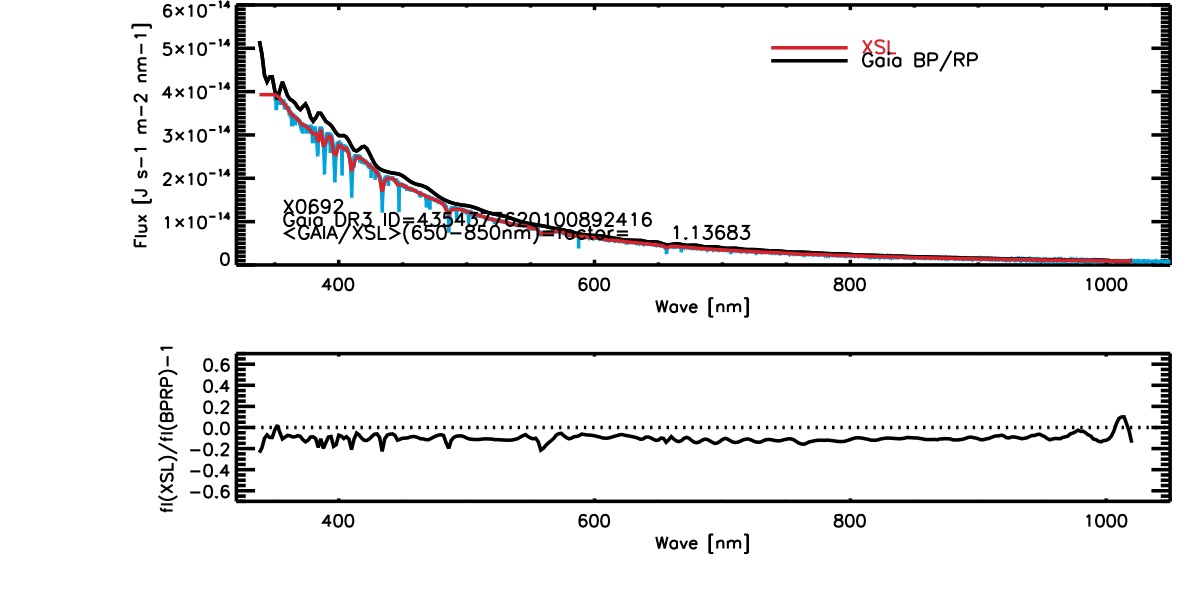 6×10⁻¹⁴
5×10⁻¹⁴
4×10⁻¹⁴
3×10⁻¹⁴
2×10⁻¹⁴
1×10⁻¹⁴
0
Flux [J s−1 m−2 nm−1]
XSL
Gaia BP/RP
X0692
<GAIA/XSL>(650−850nm)=factor= 1.13683
400 600 800 1000
Wave [nm]
0.6
0.4
0.2
0.0
−0.2
−0.4
−0.6
fl(XSL)/fl(BPRP)−1
400 600 800 1000
Wave [nm]